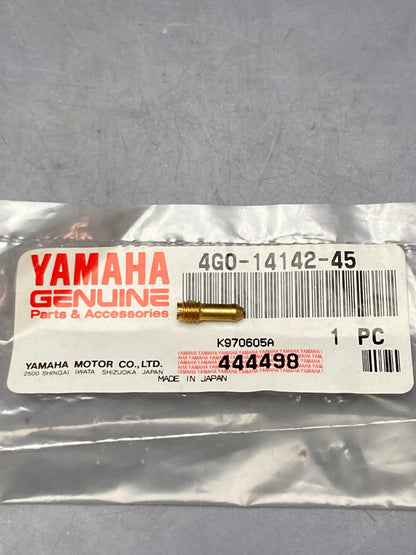 YAMAHA
GENUINE
Parts & Accessories
4G0-14142-45
K970605A
1 PC
YAMAHA MOTOR CO., LTD.
2500 SHINGAI IWATA SHIZUOKA JAPAN
444498
MADE IN JAPAN